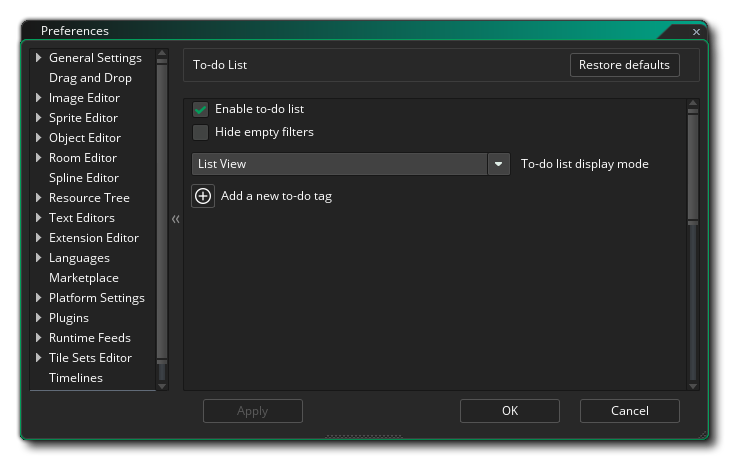 Preferences
General Settings
Drag and Drop
Image Editor
Sprite Editor
Object Editor
Room Editor
Spline Editor
Resource Tree
Text Editors
Extension Editor
Languages
Marketplace
Platform Settings
Plugins
Runtime Feeds
Tile Sets Editor
Timelines
To-do List
Restore defaults
Enable to-do list
Hide empty filters
List View To-do list display mode
Add a new to-do tag
Apply OK Cancel